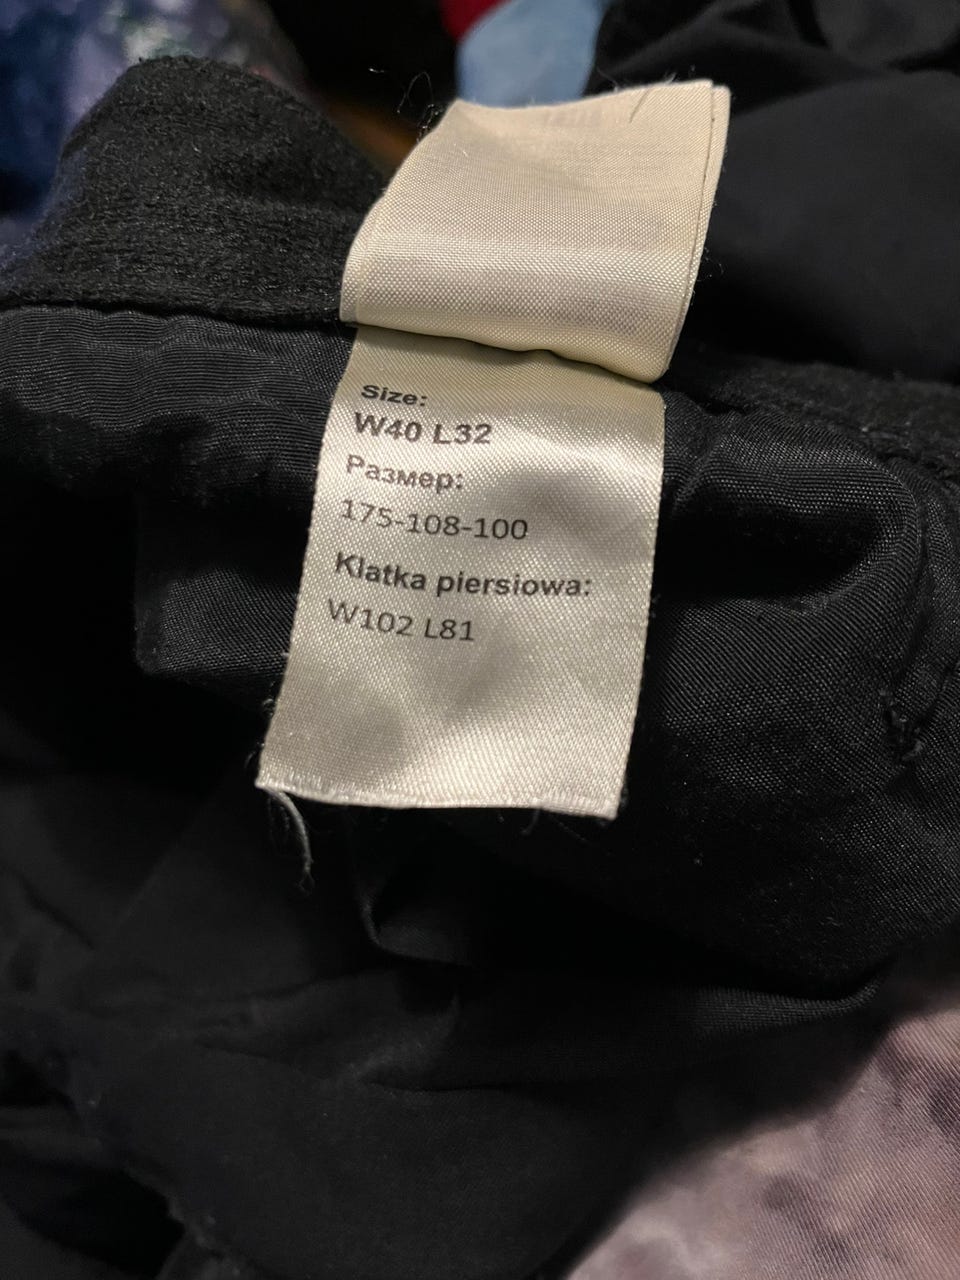 Size:
W40 L32
Размер:
175-108-100
Klatka piersiowa:
W102 L81